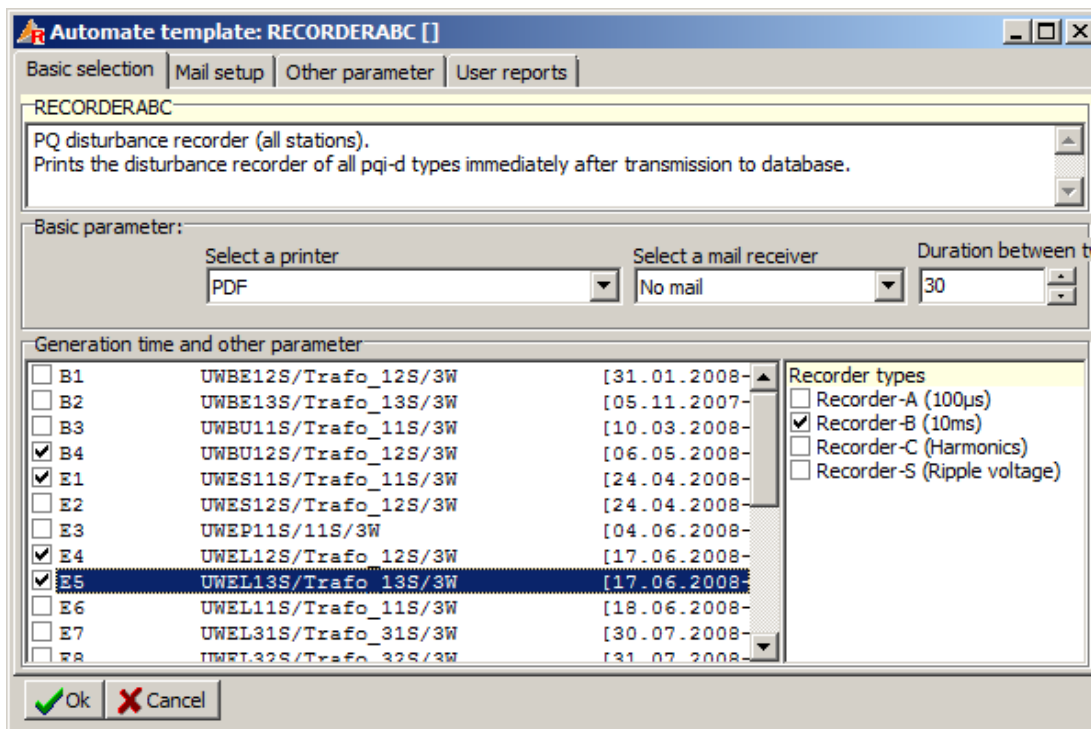 Automate template: RECORDERABC []
Basic selection Mail setup Other parameter User reports
RECORDERABC
PQ disturbance recorder (all stations).
Prints the disturbance recorder of all pqi-d types immediately after transmission to database.
Basic parameter:
Select a printer Select a mail receiver Duration between t
PDF No mail 30
Generation time and other parameter
B1 UWBE12S/Trafo_12S/3W [31.01.2008-
B2 UWBE13S/Trafo_13S/3W [05.11.2007-
B3 UWBU11S/Trafo_11S/3W [10.03.2008-
B4 UWBU12S/Trafo_12S/3W [06.05.2008-
E1 UWES11S/Trafo_11S/3W [24.04.2008-
E2 UWES12S/Trafo_12S/3W [24.04.2008-
E3 UWEP11S/11S/3W [04.06.2008-
E4 UWEL12S/Trafo_12S/3W [17.06.2008-
E5 UWEL13S/Trafo_13S/3W [17.06.2008-
E6 UWEL11S/Trafo_11S/3W [18.06.2008-
E7 UWEL31S/Trafo_31S/3W [30.07.2008-
E8 UWEL32S/Trafo_32S/3W [31.07.2008-
Recorder types
Recorder-A (100µs)
Recorder-B (10ms)
Recorder-C (Harmonics)
Recorder-S (Ripple voltage)
Ok Cancel